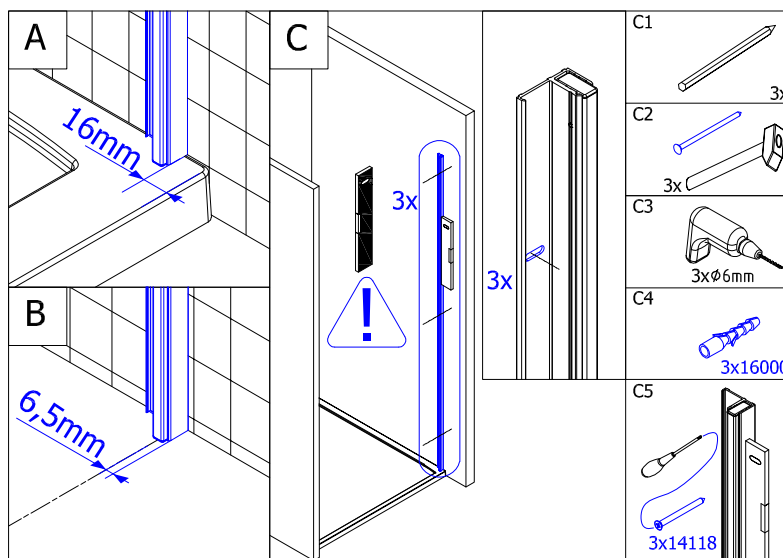 A
16mm
B
6,5mm
C
3x
!
3x
C1
3x
C2
3x
C3
3xΦ6mm
C4
3x16000
C5
3x14118